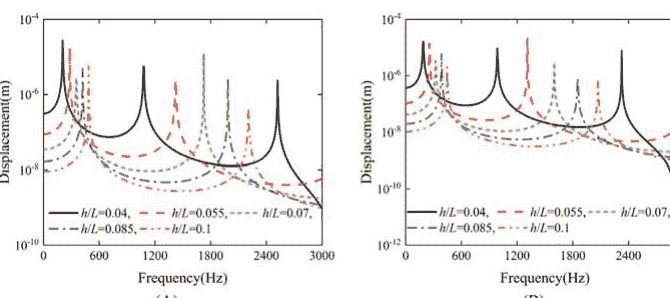 10⁻⁴
10⁻⁶
10⁻⁸
10⁻¹⁰
Displacement(m)
h/L=0.04, h/L=0.055, h/L=0.07,
h/L=0.085, h/L=0.1
0 600 1200 1800 2400 3000
Frequency(Hz)
10⁻⁴
10⁻⁶
10⁻⁸
10⁻¹⁰
10⁻¹²
Displacement(m)
h/L=0.04, h/L=0.055, h/L=0.07,
h/L=0.085, h/L=0.1
0 600 1200 1800 2400
Frequency(Hz)